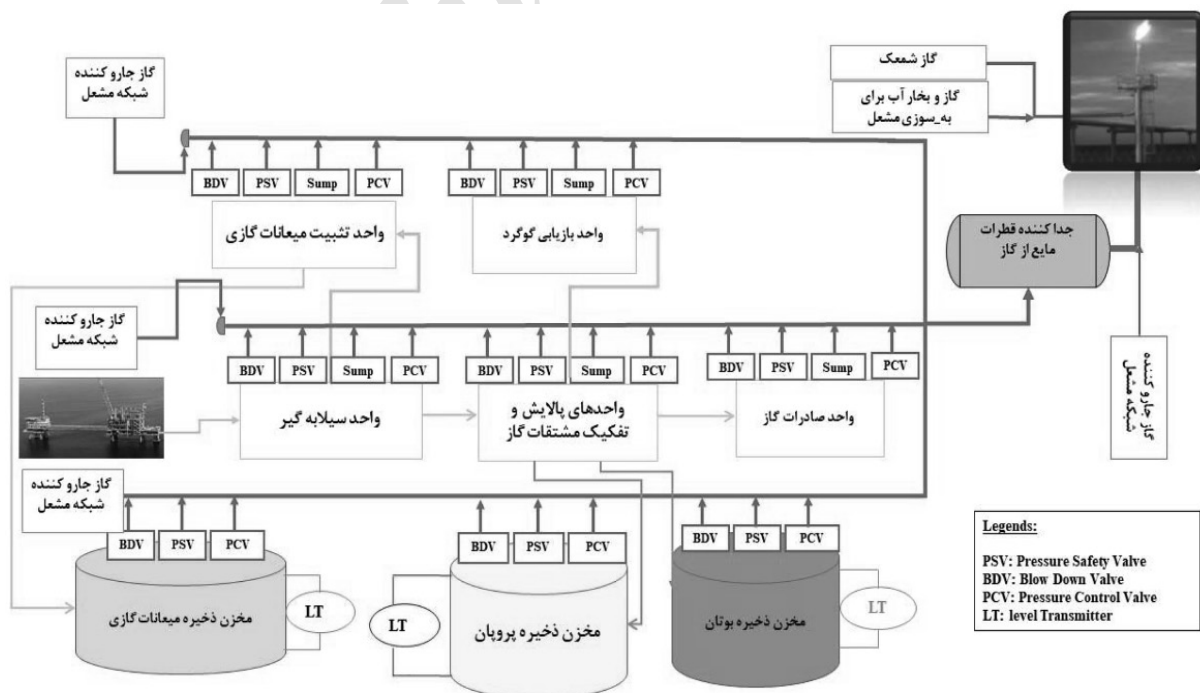 گاز جارو کننده
شبکه مشعل
گاز شمعک
گاز و بخار آب برای
به_سوزی مشعل
BDV
PSV
Sump
PCV
BDV
PSV
Sump
PCV
واحد تثبیت میعانات گازی
واحد بازیابی گوگرد
جدا کننده قطرات
مایع از گاز
گاز جارو کننده
شبکه مشعل
BDV
PSV
Sump
PCV
BDV
PSV
Sump
PCV
BDV
PSV
Sump
PCV
گاز جارو کننده
شبکه مشعل
واحد سیلابه گیر
واحدهای پالایش و
تفکیک مشتقات گاز
واحد صادرات گاز
گاز جارو کننده
شبکه مشعل
BDV
PSV
PCV
BDV
PSV
PCV
BDV
PSV
PCV
مخزن ذخیره میعانات گازی
LT
LT
مخزن ذخیره پروپان
مخزن ذخیره بوتان
LT
Legends:
PSV: Pressure Safety Valve
BDV: Blow Down Valve
PCV: Pressure Control Valve
LT: level Transmitter